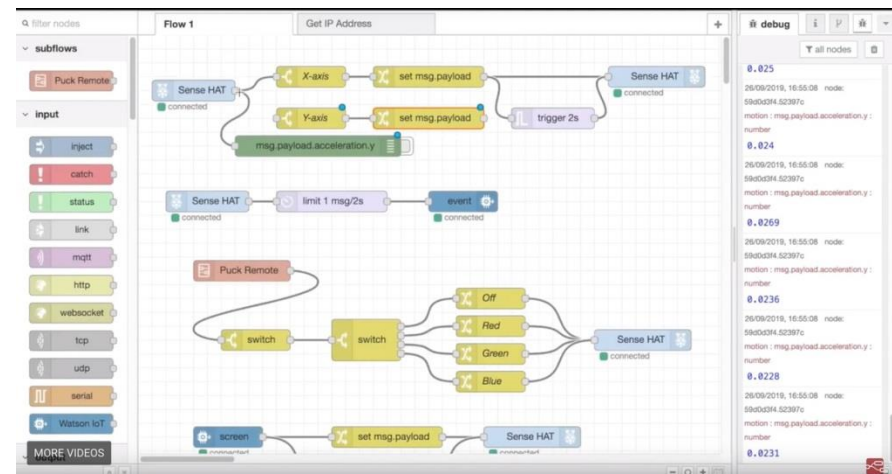 filter nodes
subflows
Puck Remote
input
inject
catch
status
link
mqtt
http
websocket
tcp
udp
serial
Watson IoT
MORE VIDEOS
Flow 1
Get IP Address
Sense HAT
connected
X-axis
set msg.payload
Sense HAT
connected
Y-axis
set msg.payload
trigger 2s
msg.payload.acceleration.y
Sense HAT
connected
limit 1 msg/2s
event
connected
Puck Remote
switch
switch
Off
Red
Green
Blue
Sense HAT
connected
screen
set msg.payload
Sense HAT
connected
connected
debug
i
all nodes
0.025
26/09/2019, 16:55:08 node:
59d0d3f4.52397c
motion : msg.payload.acceleration.y :
number
0.024
26/09/2019, 16:55:08 node:
59d0d3f4.52397c
motion : msg.payload.acceleration.y :
number
0.0269
26/09/2019, 16:55:08 node:
59d0d3f4.52397c
motion : msg.payload.acceleration.y :
number
0.0236
26/09/2019, 16:55:08 node:
59d0d3f4.52397c
motion : msg.payload.acceleration.y :
number
0.0228
26/09/2019, 16:55:08 node:
59d0d3f4.52397c
motion : msg.payload.acceleration.y :
number
0.0231